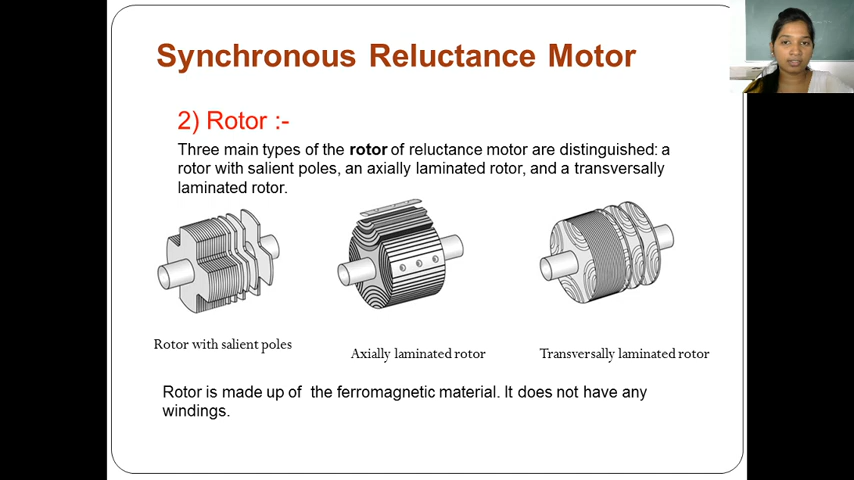 Synchronous Reluctance Motor
2) Rotor :-
Three main types of the rotor of reluctance motor are distinguished: a
rotor with salient poles, an axially laminated rotor, and a transversally
laminated rotor.
Rotor with salient poles
Axially laminated rotor
Transversally laminated rotor
Rotor is made up of  the ferromagnetic material. It does not have any
windings.